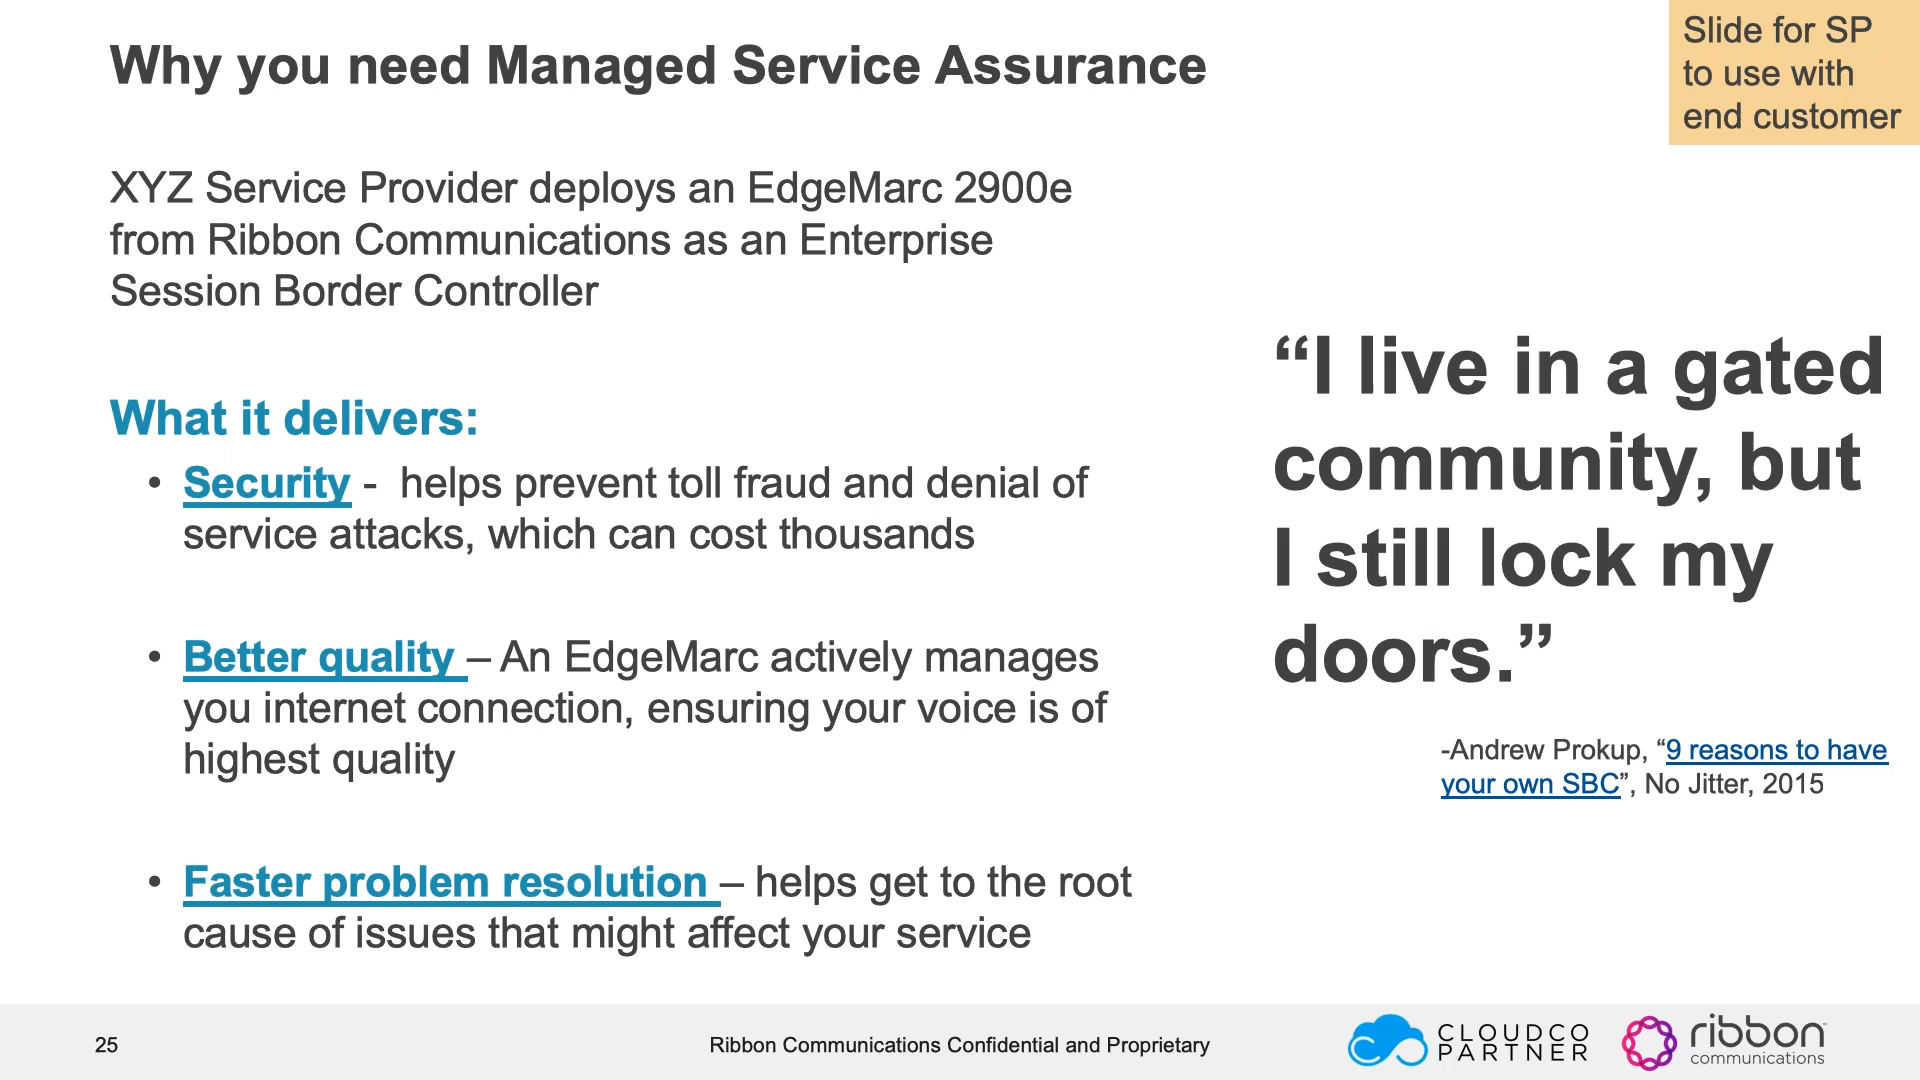 Why you need Managed Service Assurance
Slide for SP
to use with
end customer
XYZ Service Provider deploys an EdgeMarc 2900e
from Ribbon Communications as an Enterprise
Session Border Controller
What it delivers:
• Security -  helps prevent toll fraud and denial of
service attacks, which can cost thousands
• Better quality – An EdgeMarc actively manages
you internet connection, ensuring your voice is of
highest quality
• Faster problem resolution – helps get to the root
cause of issues that might affect your service
“I live in a gated
community, but
I still lock my
doors.”
-Andrew Prokup, “9 reasons to have
your own SBC”, No Jitter, 2015
25
Ribbon Communications Confidential and Proprietary
CLOUDCO
PARTNER
ribbon
communications